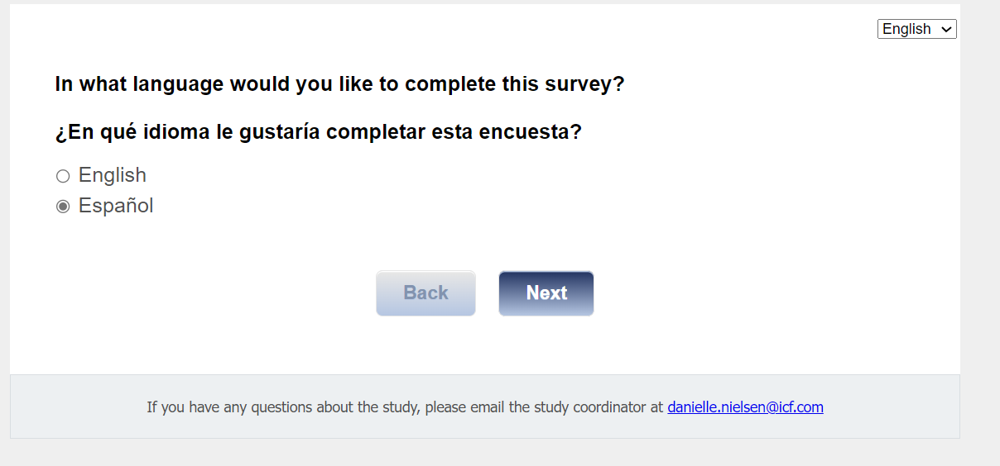 English
In what language would you like to complete this survey?
¿En qué idioma le gustaría completar esta encuesta?
English
Español
Back
Next
If you have any questions about the study, please email the study coordinator at danielle.nielsen@icf.com